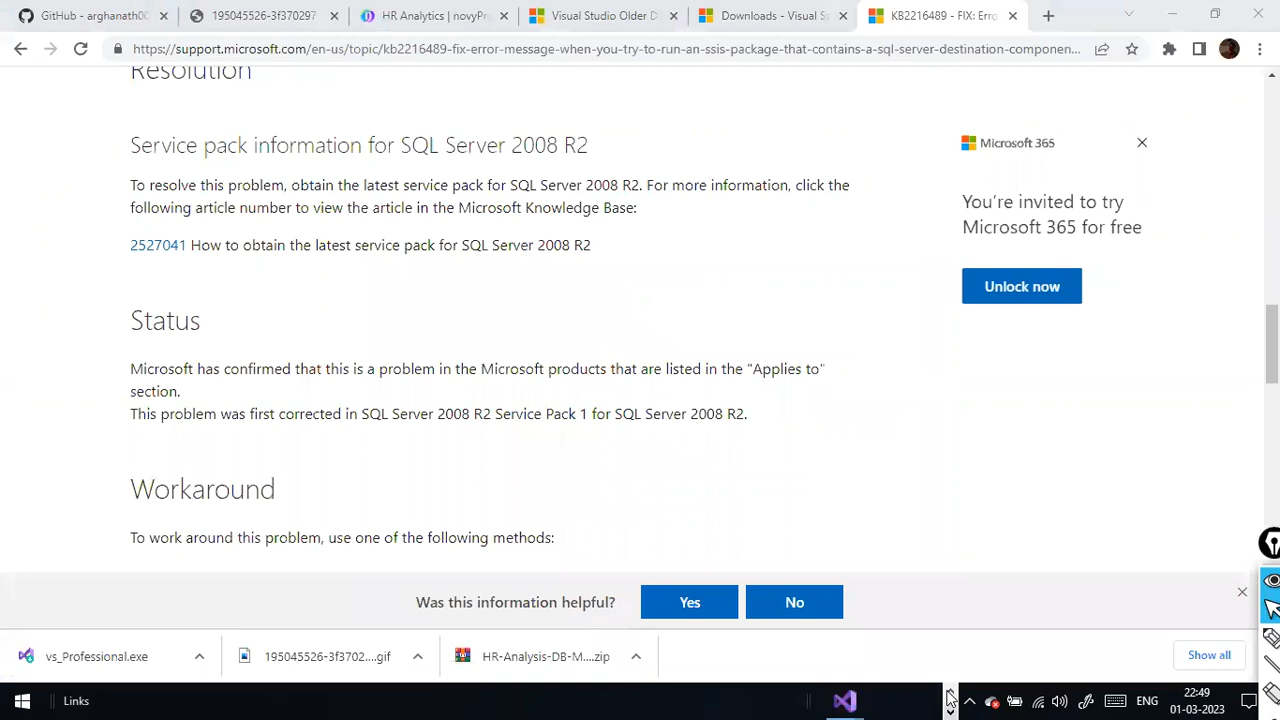 GitHub - arghanath00
195045526-3f370297
HR Analytics | novyPr
Visual Studio Older D
Downloads - Visual S
KB2216489 - FIX: Erro
https://support.microsoft.com/en-us/topic/kb2216489-fix-error-message-when-you-try-to-run-an-ssis-package-that-contains-a-sql-server-destination-componen...
Resolution
Service pack information for SQL Server 2008 R2
To resolve this problem, obtain the latest service pack for SQL Server 2008 R2. For more information, click the
following article number to view the article in the Microsoft Knowledge Base:
2527041 How to obtain the latest service pack for SQL Server 2008 R2
Microsoft 365
You're invited to try
Microsoft 365 for free
Unlock now
Status
Microsoft has confirmed that this is a problem in the Microsoft products that are listed in the "Applies to"
section.
This problem was first corrected in SQL Server 2008 R2 Service Pack 1 for SQL Server 2008 R2.
Workaround
To work around this problem, use one of the following methods:
Was this information helpful?
Yes
No
vs_Professional.exe
195045526-3f3702....gif
HR-Analysis-DB-M....zip
Show all
Links
ENG
22:49
01-03-2023